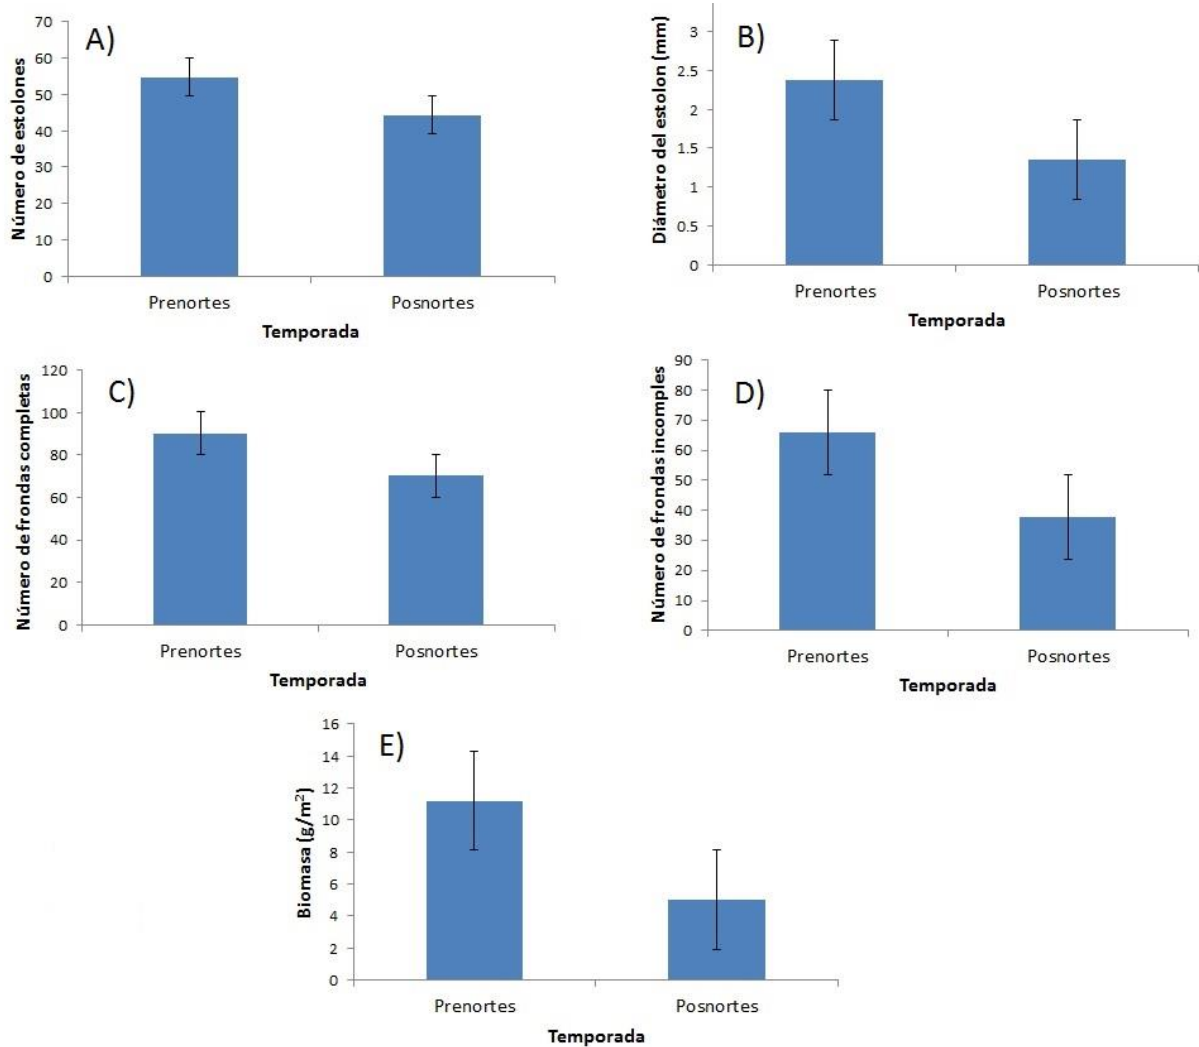 A)
Número de estolones
70
60
50
40
30
20
10
0
Prenortes Posnortes
Temporada
B)
Diámetro del estolon (mm)
3
2.5
2
1.5
1
0.5
0
Prenortes Posnortes
Temporada
C)
Número de frondas completas
120
100
80
60
40
20
0
Prenortes Posnortes
Temporada
D)
Número de frondas incomples
90
80
70
60
50
40
30
20
10
0
Prenortes Posnortes
Temporada
E)
Biomasa (g/m²)
16
14
12
10
8
6
4
2
0
Prenortes Posnortes
Temporada